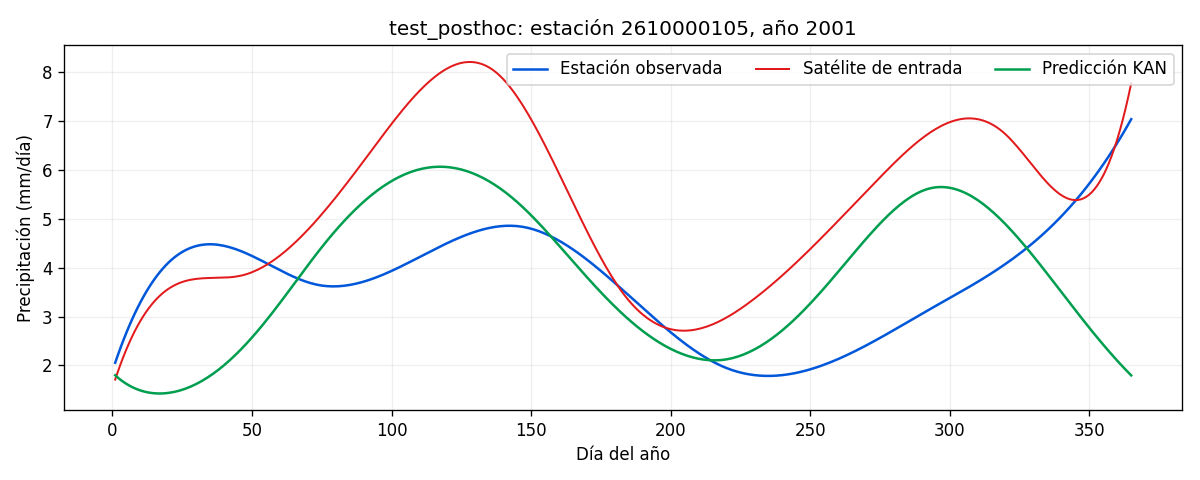 test_posthoc: estación 2610000105, año 2001
Estación observada Satélite de entrada Predicción KAN
Precipitación (mm/día)
8
7
6
5
4
3
2
0 50 100 150 200 250 300 350
Día del año